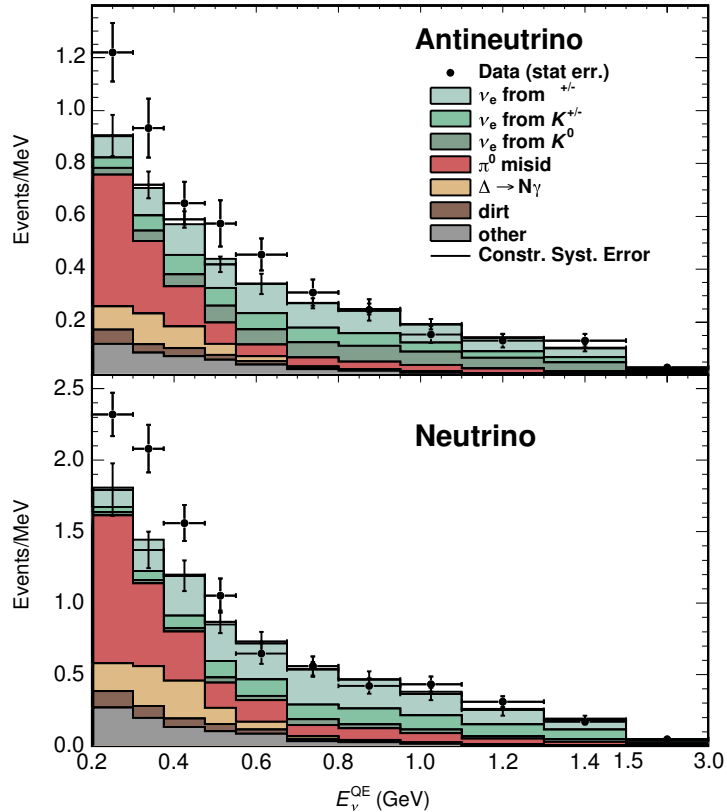 Antineutrino
Data (stat err.)
νe from +/-
νe from K+/-
νe from K0
π0 misid
Δ → Nγ
dirt
other
Constr. Syst. Error
Events/MeV
1.2
1.0
0.8
0.6
0.4
0.2
Neutrino
Events/MeV
2.5
2.0
1.5
1.0
0.5
0.0
0.2 0.4 0.6 0.8 1.0 1.2 1.4 1.5 3.0
EνQE (GeV)